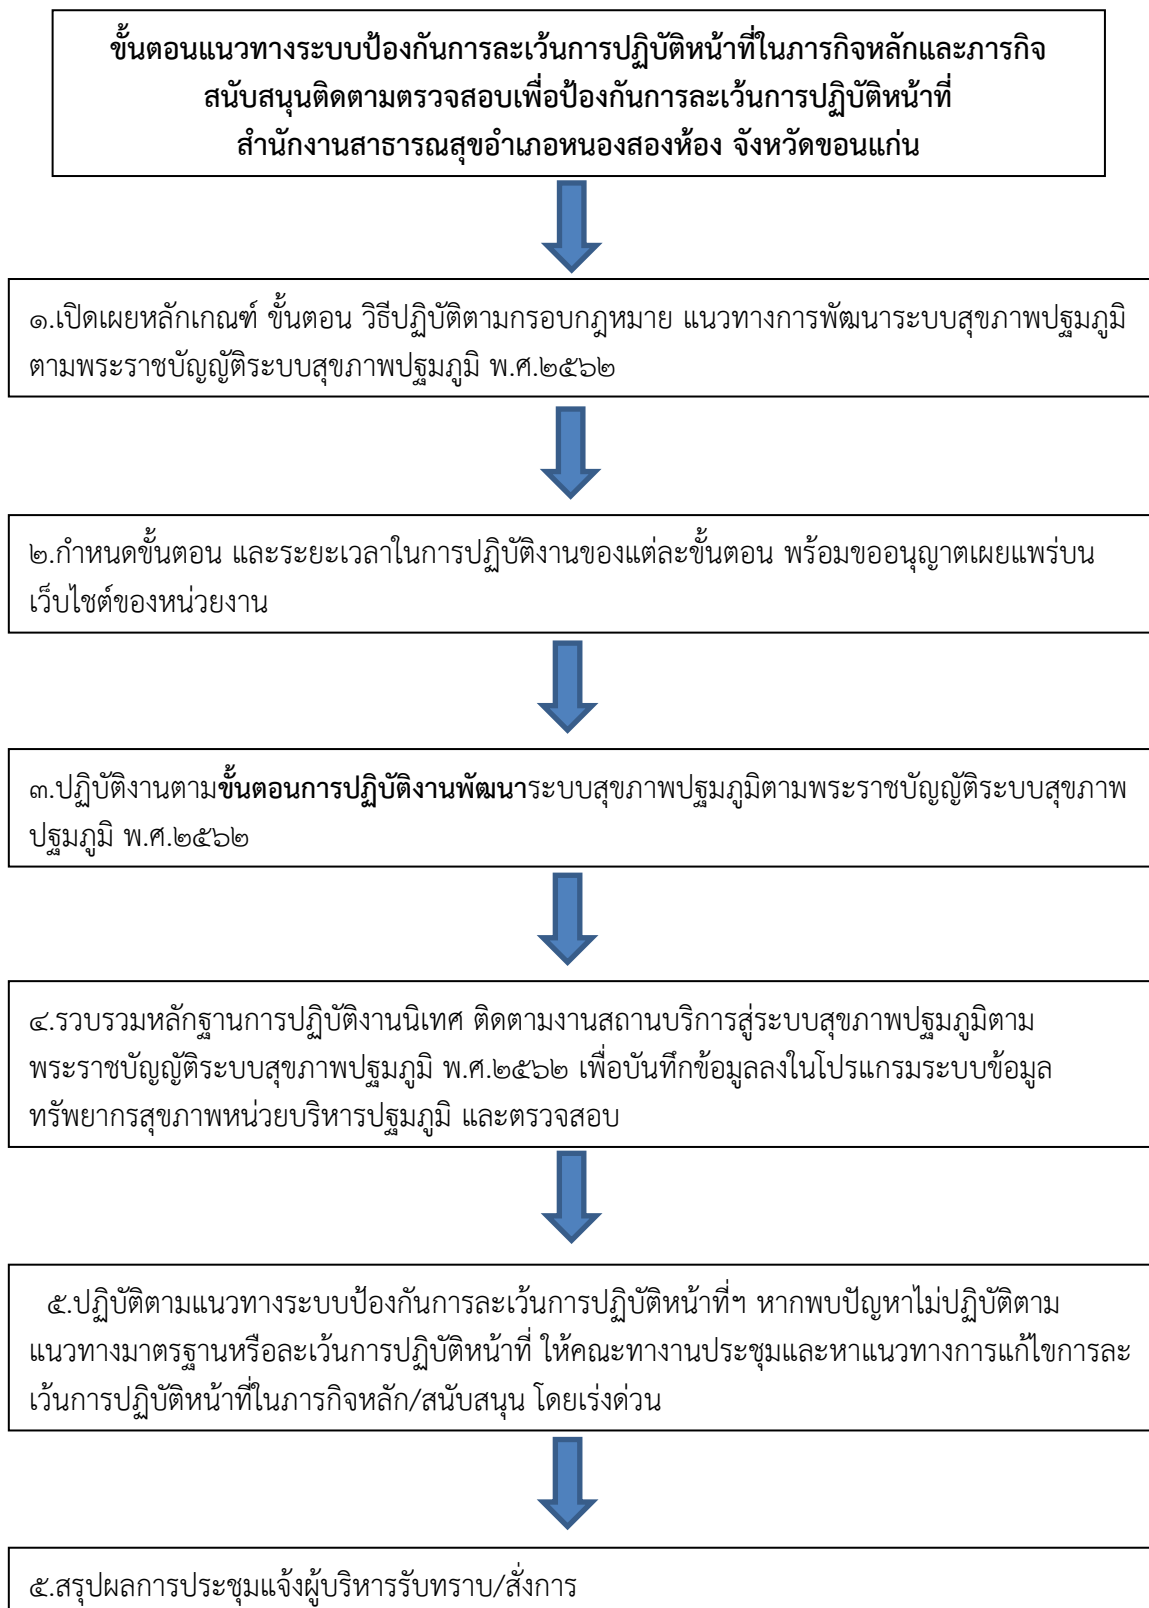 ขั้นตอนแนวทางระบบป้องกันการละเว้นการปฏิบัติหน้าที่ในภารกิจหลักและภารกิจ
สนับสนุนติดตามตรวจสอบเพื่อป้องกันการละเว้นการปฏิบัติหน้าที่
สำนักงานสาธารณสุขอำเภอหนองสองห้อง จังหวัดขอนแก่น
๑.เปิดเผยหลักเกณฑ์ ขั้นตอน วิธีปฏิบัติตามกรอบกฎหมาย แนวทางการพัฒนาระบบสุขภาพปฐมภูมิ
ตามพระราชบัญญัติระบบสุขภาพปฐมภูมิ พ.ศ.๒๕๖๒
๒.กำหนดขั้นตอน และระยะเวลาในการปฏิบัติงานของแต่ละขั้นตอน พร้อมขออนุญาตเผยแพร่บน
เว็บไซต์ของหน่วยงาน
๓.ปฏิบัติงานตามขั้นตอนการปฏิบัติงานพัฒนาระบบสุขภาพปฐมภูมิตามพระราชบัญญัติระบบสุขภาพ
ปฐมภูมิ พ.ศ.๒๕๖๒
๔.รวบรวมหลักฐานการปฏิบัติงานนิเทศ ติดตามงานสถานบริการสู่ระบบสุขภาพปฐมภูมิตาม
พระราชบัญญัติระบบสุขภาพปฐมภูมิ พ.ศ.๒๕๖๒ เพื่อบันทึกข้อมูลลงในโปรแกรมระบบข้อมูล
ทรัพยากรสุขภาพหน่วยบริหารปฐมภูมิ และตรวจสอบ
๕.ปฏิบัติตามแนวทางระบบป้องกันการละเว้นการปฏิบัติหน้าที่ฯ หากพบปัญหาไม่ปฏิบัติตาม
แนวทางมาตรฐานหรือละเว้นการปฏิบัติหน้าที่ ให้คณะทางานประชุมและหาแนวทางการแก้ไขการละ
เว้นการปฏิบัติหน้าที่ในภารกิจหลัก/สนับสนุน โดยเร่งด่วน
๕.สรุปผลการประชุมแจ้งผู้บริหารรับทราบ/สั่งการ